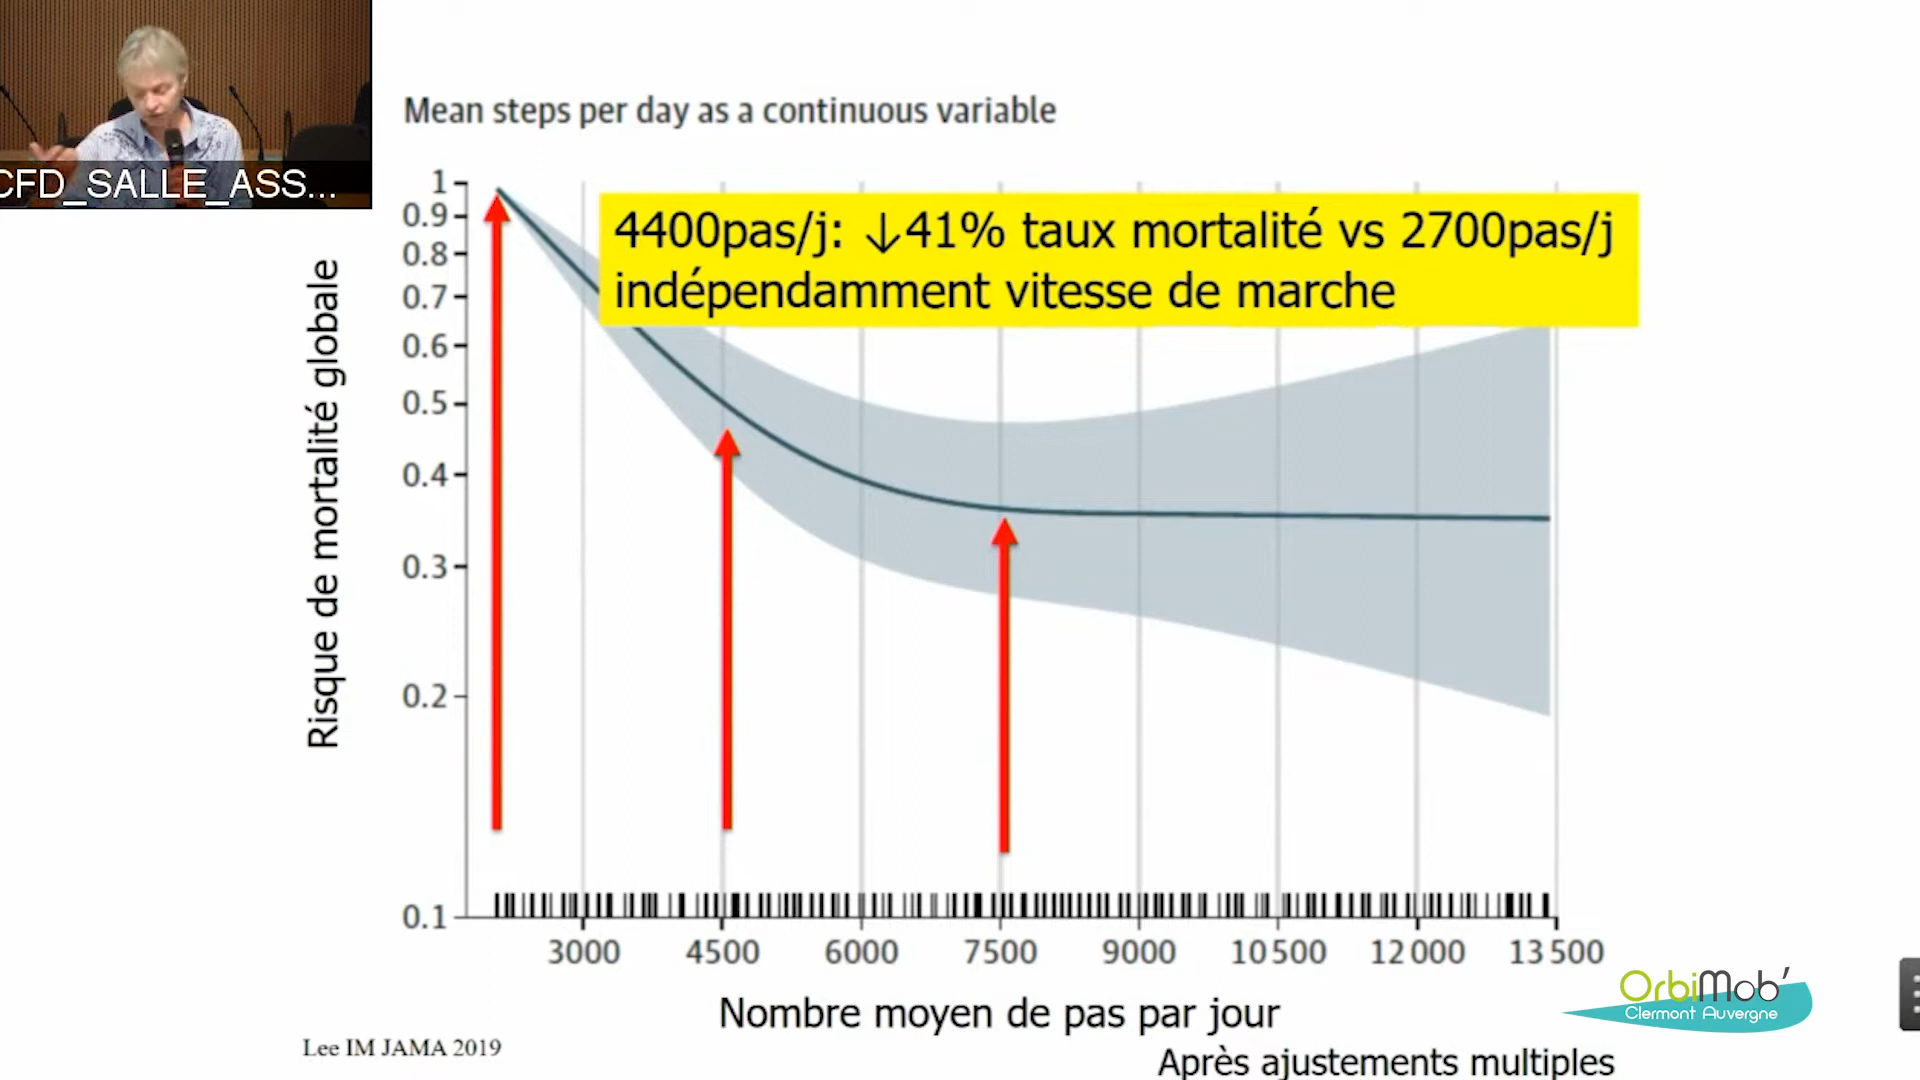 CFD_SALLE_ASS...
Mean steps per day as a continuous variable
4400pas/j: ↓41% taux mortalité vs 2700pas/j
indépendamment vitesse de marche
Risque de mortalité globale
1
0.9
0.8
0.7
0.6
0.5
0.4
0.3
0.2
0.1
3000 4500 6000 7500 9000 10500 12000 13500
Nombre moyen de pas par jour
OrbiMob'
Clermont Auvergne
Lee IM JAMA 2019
Après ajustements multiples